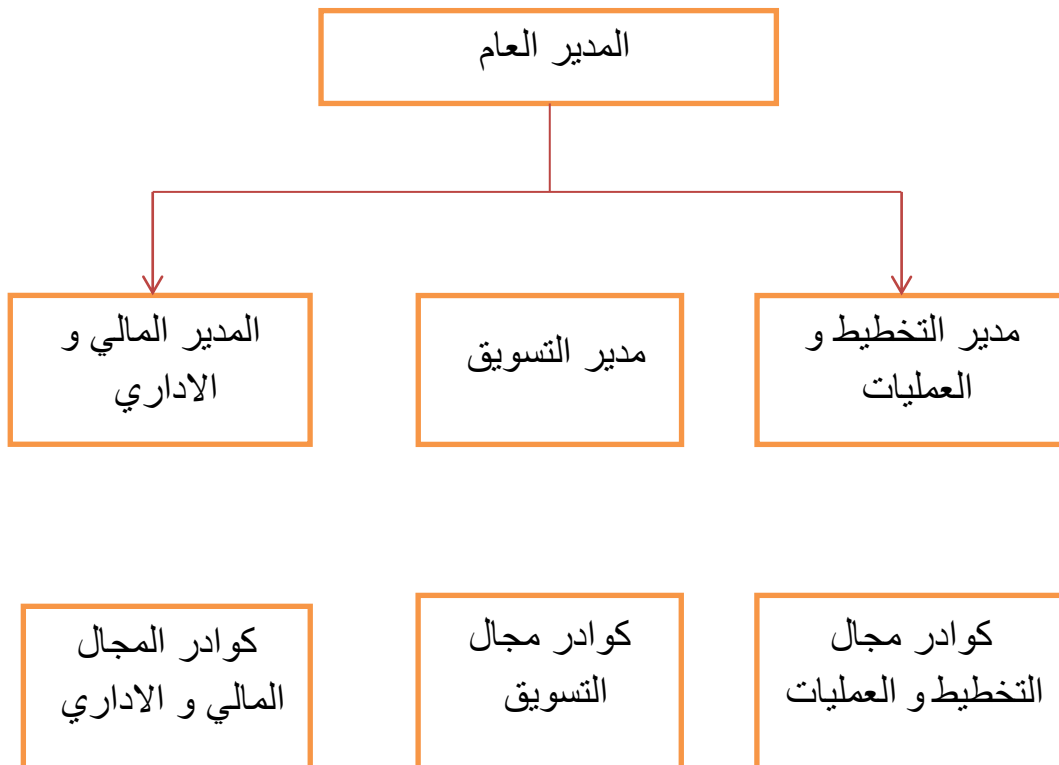 المدير العام
مدير التخطيط و
العمليات
مدير التسويق
المدير المالي و
الاداري
كوادر مجال
التخطيط و العمليات
كوادر مجال
التسويق
كوادر المجال
المالي و الاداري